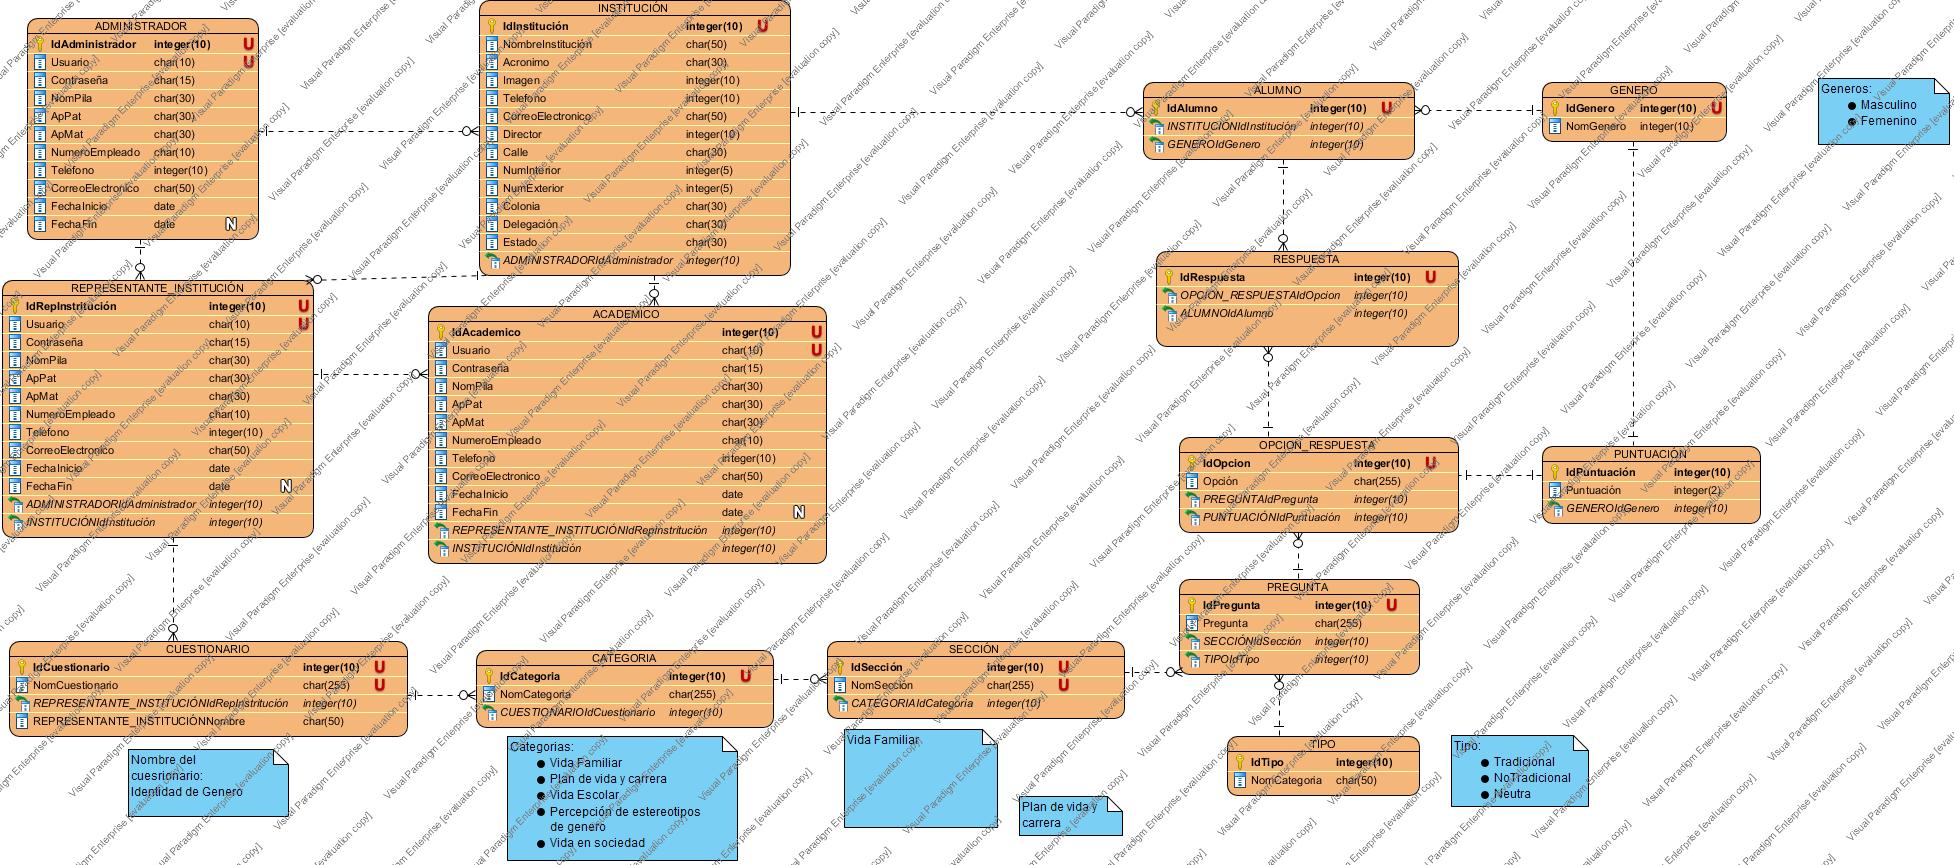 ADMINISTRADOR
IdAdministrador integer(10) U
Usuario char(10) U
Contraseña char(15)
NomPila char(30)
ApPat char(30)
ApMat char(30)
NumeroEmpleado char(10)
Telefono integer(10)
CorreoElectronico char(50)
FechaInicio date
FechaFin date N
INSTITUCIÓN
IdInstitución integer(10) U
NombreInstitución char(50)
Acronimo char(30)
Imagen integer(10)
Telefono integer(10)
CorreoElectronico char(50)
Director integer(10)
Calle char(30)
NumInterior integer(5)
NumExterior integer(5)
Colonia char(30)
Delegación char(30)
Estado char(30)
ADMINISTRADORIdAdministrador integer(10)
ALUMNO
IdAlumno integer(10) U
INSTITUCIÓNIdInstitución integer(10)
GENEROIdGenero integer(10)
GENERO
IdGenero integer(10) U
NomGenero integer(10)
Generos:
● Masculino
● Femenino
REPRESENTANTE_INSTITUCIÓN
IdRepInstritución integer(10) U
Usuario char(10) U
Contraseña char(15)
NomPila char(30)
ApPat char(30)
ApMat char(30)
NumeroEmpleado char(10)
Telefono integer(10)
CorreoElectronico char(50)
FechaInicio date
FechaFin date N
ADMINISTRADORIdAdministrador integer(10)
INSTITUCIÓNIdInstitución integer(10)
ACADEMICO
IdAcademico integer(10) U
Usuario char(10) U
Contraseña char(15)
NomPila char(30)
ApPat char(30)
ApMat char(30)
NumeroEmpleado char(10)
Telefono integer(10)
CorreoElectronico char(50)
FechaInicio date
FechaFin date N
REPRESENTANTE_INSTITUCIÓNIdRepInstritución integer(10)
INSTITUCIÓNIdInstitución integer(10)
RESPUESTA
IdRespuesta integer(10) U
OPCION_RESPUESTAIdOpcion integer(10)
ALUMNOIdAlumno integer(10)
OPCION_RESPUESTA
IdOpcion integer(10) U
Opción char(255)
PREGUNTAIdPregunta integer(10)
PUNTUACIÓNIdPuntuación integer(10)
PUNTUACIÓN
IdPuntuación integer(10)
Puntuación integer(2)
GENEROIdGenero integer(10)
PREGUNTA
IdPregunta integer(10) U
Pregunta char(255)
SECCIÓNIdSección integer(10)
TIPOIdTipo integer(10)
CUESTIONARIO
IdCuestionario integer(10) U
NomCuestionario char(255) U
REPRESENTANTE_INSTITUCIÓNIdRepInstritución integer(10)
REPRESENTANTE_INSTITUCIÓNNombre char(50)
CATEGORIA
IdCategoria integer(10) U
NomCategoria char(255)
CUESTIONARIOIdCuestionario integer(10)
SECCIÓN
IdSección integer(10) U
NomSección char(255) U
CATEGORIAIdCategoria integer(10)
TIPO
IdTipo integer(10)
NomCategoria char(50)
Tipo:
● Tradicional
● NoTradicional
● Neutra
Nombre del
cuesrionario:
Identidad de Genero
Categorias:
● Vida Familiar
● Plan de vida y carrera
● Vida Escolar
● Percepción de estereotipos
de genero
● Vida en sociedad
Vida Familiar
Plan de vida y
carrera
Visual Paradigm Enterprise [evaluation copy]